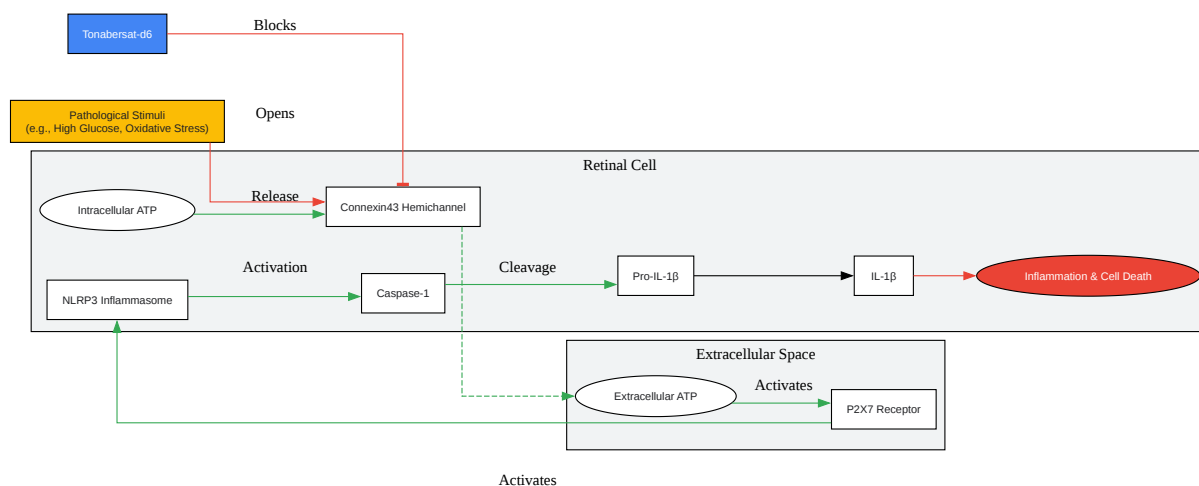 Tonabersat-d6
Blocks
Pathological Stimuli
(e.g., High Glucose, Oxidative Stress)
Opens
Retinal Cell
Intracellular ATP
Release
Connexin43 Hemichannel
Activation
Cleavage
NLRP3 Inflammasome
Caspase-1
Pro-IL-1β
IL-1β
Inflammation & Cell Death
Extracellular Space
Extracellular ATP
Activates
P2X7 Receptor
Activates